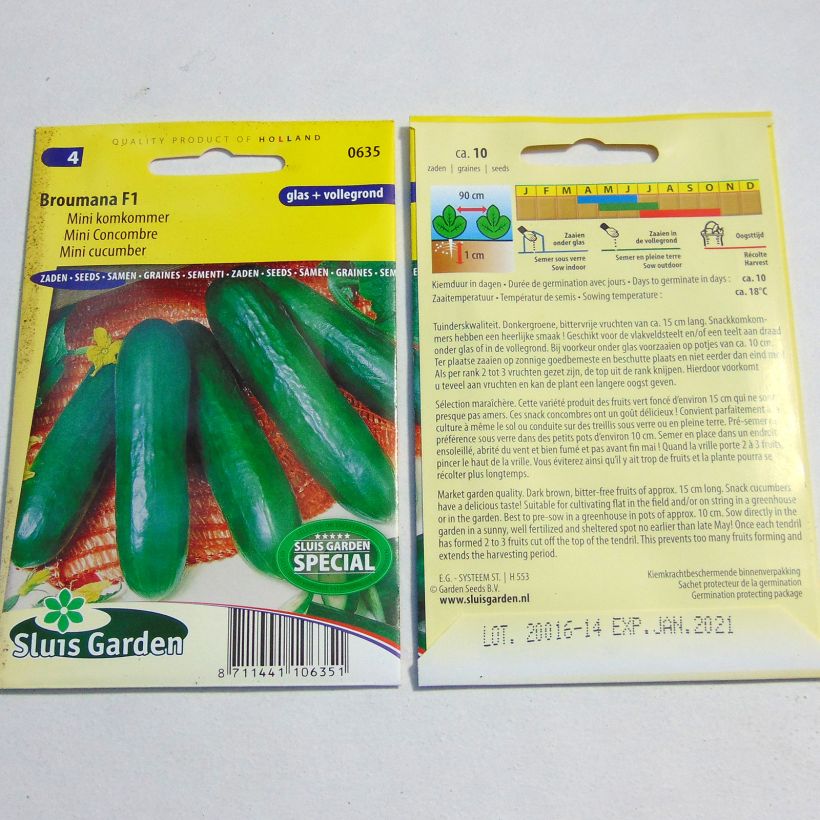 QUALITY PRODUCT OF HOLLAND
4
0635
Broumana F1
glas + vollegrond
Mini komkommer
Mini Concombre
Mini cucumber
ZADEN • SEEDS • SAMEN • GRAINES • SEMENTI • ZADEN • SEEDS • SAMEN • GRAINES • SEM
★★★★★
SLUIS GARDEN
SPECIAL
Sluis Garden
8 711441 106351
ca. 10
zaden | graines | seeds
90 cm
1 cm
J F M A M J J A S O N D
Zaaien
onder glas
Semer sous verre
Sow indoor
Zaaien in
de vollegrond
Semer en pleine terre
Sow outdoor
Oogsttijd
Récolte
Harvest
Kiemduur in dagen • Durée de germination avec jours • Days to germinate in days : ca. 10
Zaaitemperatuur • Températur de semis • Sowing temperature : ca. 18°C
Tuinderskwaliteit. Donkergroene, bittervrije vruchten van ca. 15 cm lang. Snackkomkom-
mers hebben een heerlijke smaak ! Geschikt voor de vlakveldsteelt en/of een teelt aan draad
onder glas of in de vollegrond. Bij voorkeur onder glas voorzaaien op potjes van ca. 10 cm.
Ter plaatse zaaien op zonnige goedbemeste en beschutte plaats en niet eerder dan eind
Als per rank 2 tot 3 vruchten gezet zijn, de top uit de rank knijpen. Hierdoor voorkomt
u teveel aan vruchten en kan de plant een langere oogst geven.
Sélection maraîchère. Cette variété produit des fruits vert foncé d'environ 15 cm qui ne sont
presque pas amers. Ces snack concombres ont un goût délicieux ! Convient parfaitement
culture à même le sol ou conduite sur des treillis sous verre ou en pleine terre. Pré-semer
préférence sous verre dans des petits pots d'environ 10 cm. Semer en place dans un endroit
ensoleillé, abrité du vent et bien fumé et pas avant fin mai ! Quand la vrille porte 2 à 3 fruits,
pincer le haut de la vrille. Vous éviterez ainsi qu'il y ait trop de fruits et la plante pourra se
récolter plus longtemps.
Market garden quality. Dark brown, bitter-free fruits of approx. 15 cm long. Snack cucumbers
have a delicious taste! Suitable for cultivating flat in the field and/or on string in a greenhouse
or in the garden. Best to pre-sow in a greenhouse in pots of approx. 10 cm. Sow directly in the
garden in a sunny, well fertilized and sheltered spot no earlier than late May! Once each tendril
has formed 2 to 3 fruits cut off the top of the tendril. This prevents too many fruits forming and
extends the harvesting period.
E.G. - SYSTEEM ST. | H 553
© Garden Seeds B.V.
www.sluisgarden.nl
Kiemkrachtbeschermende binnenverpakking
Sachet protecteur de la germination
Germination protecting package
LOT. 20016-14 EXP.JAN.2021